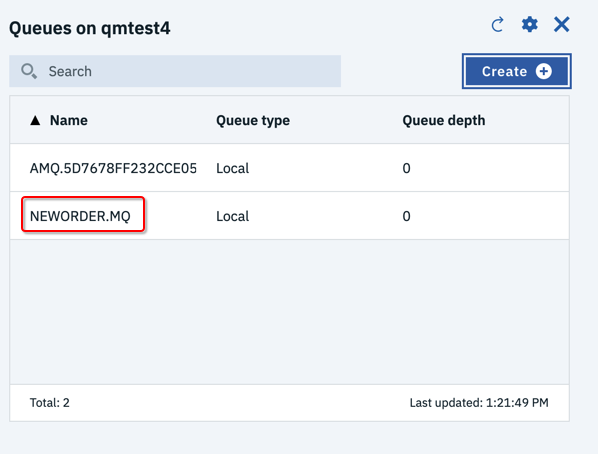 Queues on qmtest4
Search
Create
Name Queue type Queue depth
AMQ.5D7678FF232CCE05 Local 0
NEWORDER.MQ Local 0
Total: 2 Last updated: 1:21:49 PM